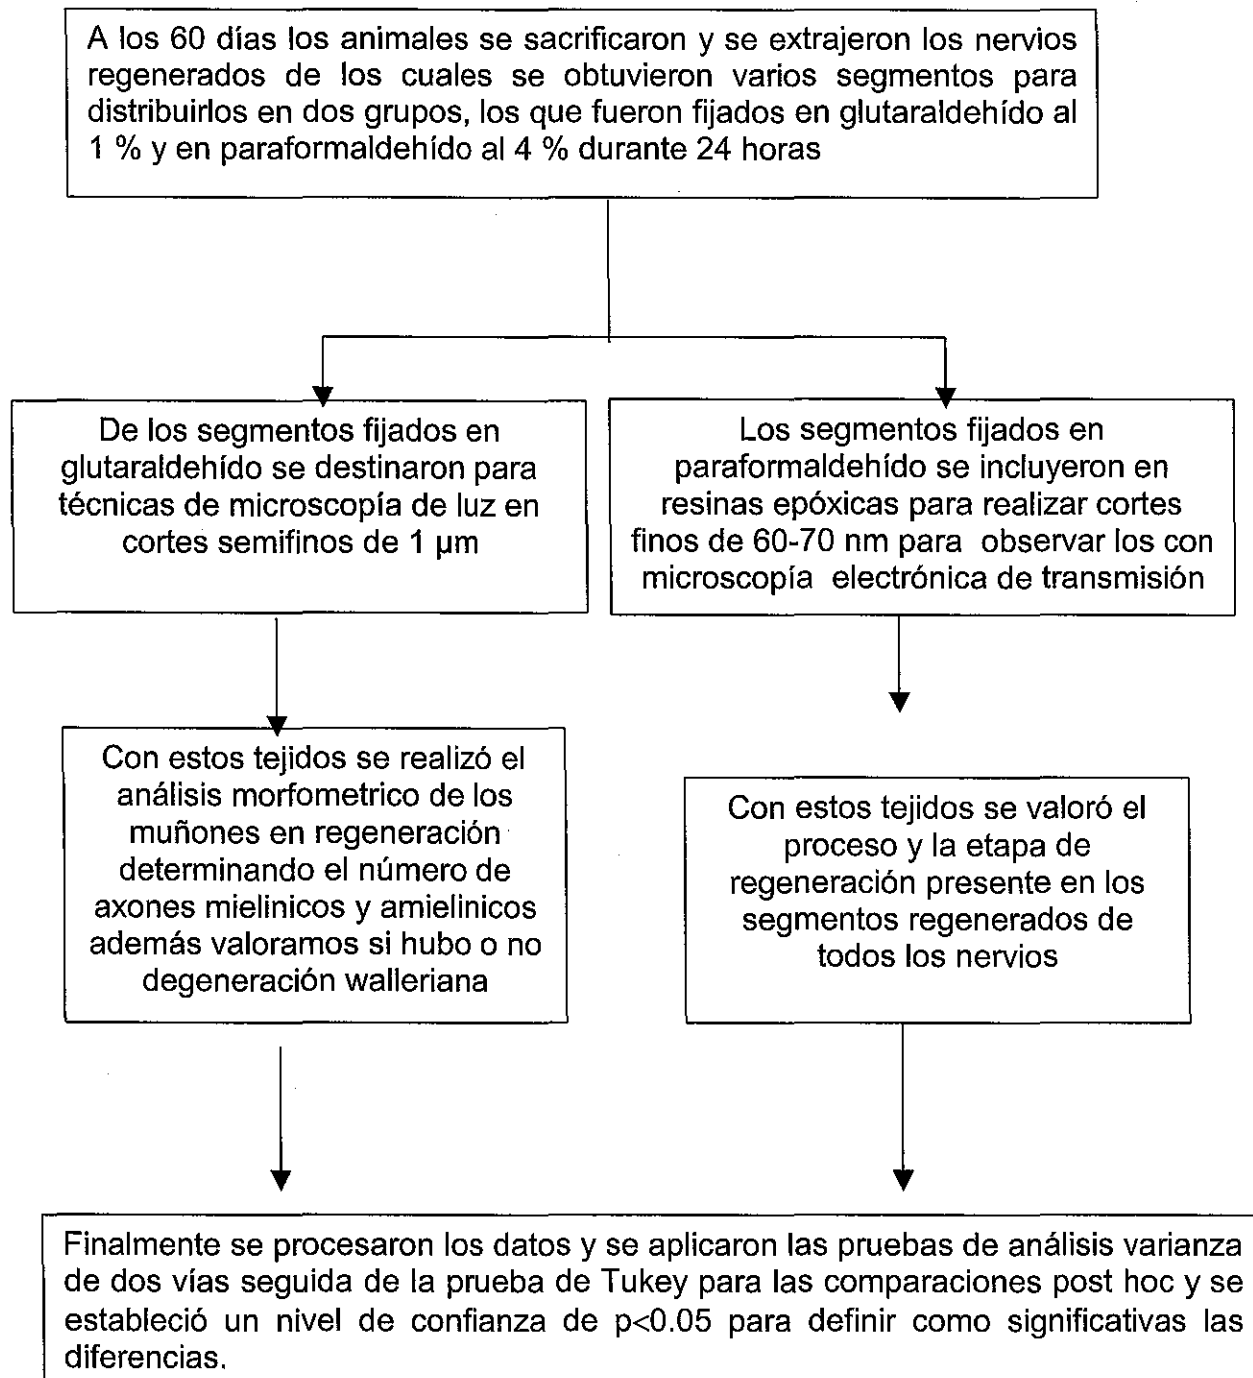 A los 60 días los animales se sacrificaron y se extrajeron los nervios
regenerados de los cuales se obtuvieron varios segmentos para
distribuirlos en dos grupos, los que fueron fijados en glutaraldehído al
1 % y en paraformaldehído al 4 % durante 24 horas
De los segmentos fijados en
glutaraldehído se destinaron para
técnicas de microscopía de luz en
cortes semifinos de 1 µm
Los segmentos fijados en
paraformaldehído se incluyeron en
resinas epóxicas para realizar cortes
finos de 60-70 nm para observar los con
microscopía electrónica de transmisión
Con estos tejidos se realizó el
análisis morfometrico de los
muñones en regeneración
determinando el número de
axones mielinicos y amielinicos
además valoramos si hubo o no
degeneración walleriana
Con estos tejidos se valoró el
proceso y la etapa de
regeneración presente en los
segmentos regenerados de
todos los nervios
Finalmente se procesaron los datos y se aplicaron las pruebas de análisis varianza
de dos vías seguida de la prueba de Tukey para las comparaciones post hoc y se
estableció un nivel de confianza de p<0.05 para definir como significativas las
diferencias.